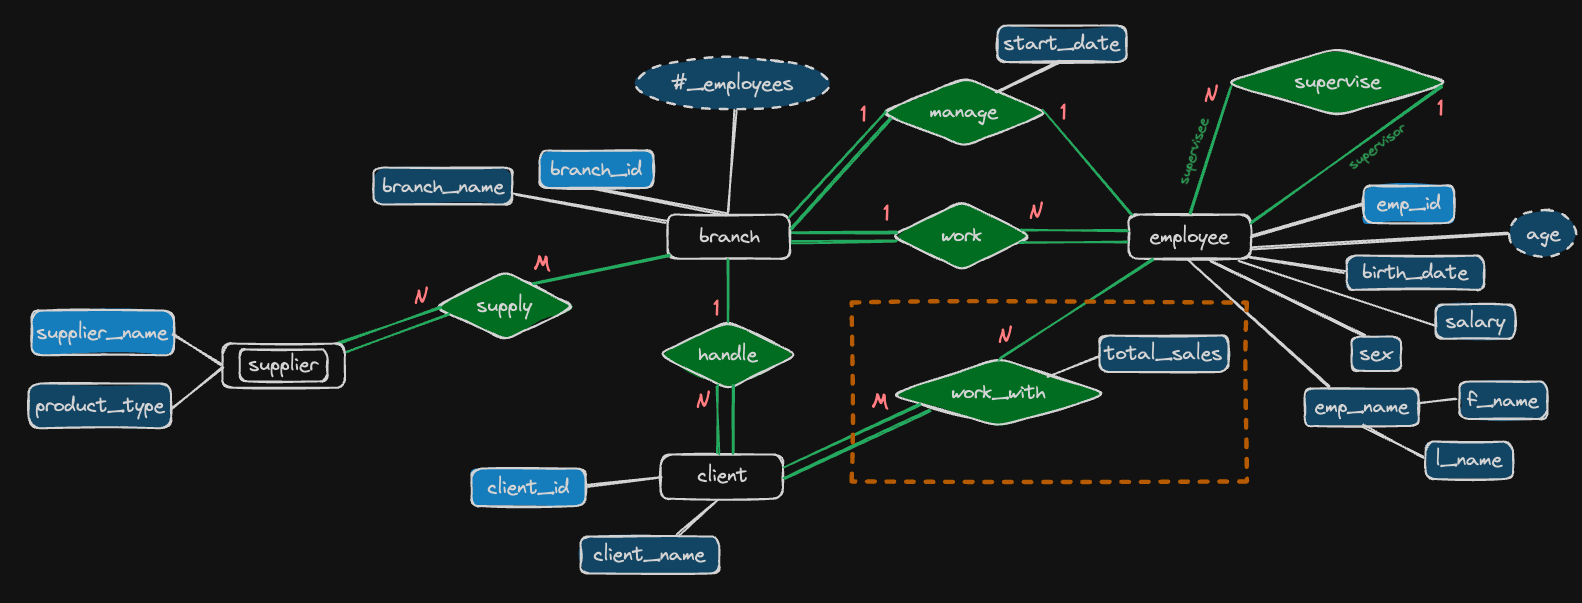 start_date
#_employees
supervise
manage
1
1
N
1
supervisee
supervisor
branch_id
branch_name
emp_id
1
N
branch
work
employee
age
M
birth_date
N
supply
1
salary
supplier_name
N
handle
total_sales
sex
supplier
N
M
work_with
product_type
emp_name
f_name
l_name
client
client_id
client_name